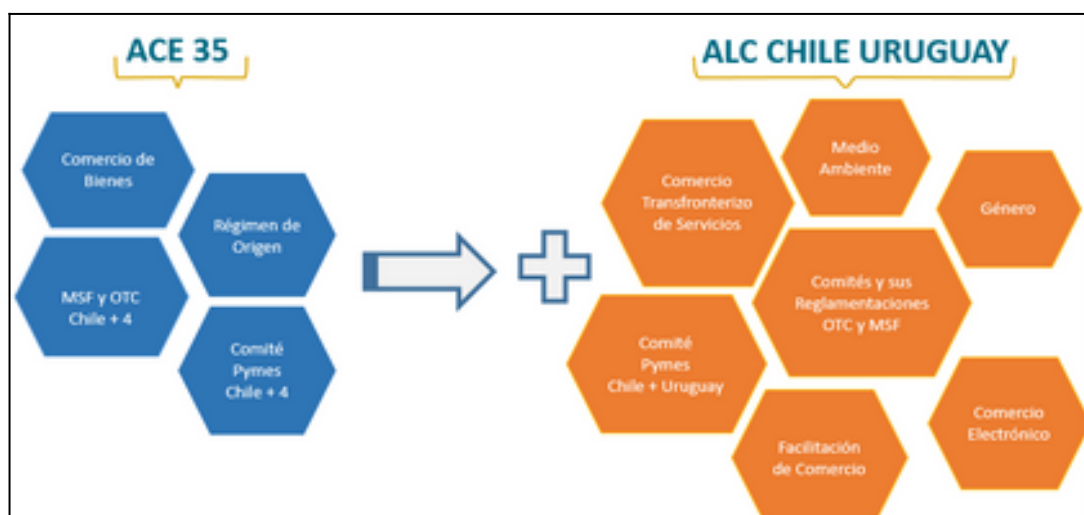 ACE 35
Comercio de
Bienes
Régimen de
Origen
MSF y OTC
Chile + 4
Comité
Pymes
Chile + 4
ALC CHILE URUGUAY
Comercio
Transfronterizo
de Servicios
Medio
Ambiente
Género
Comités y sus
Reglamentaciones
OTC y MSF
Comité
Pymes
Chile + Uruguay
Facilitación
de Comercio
Comercio
Electrónico